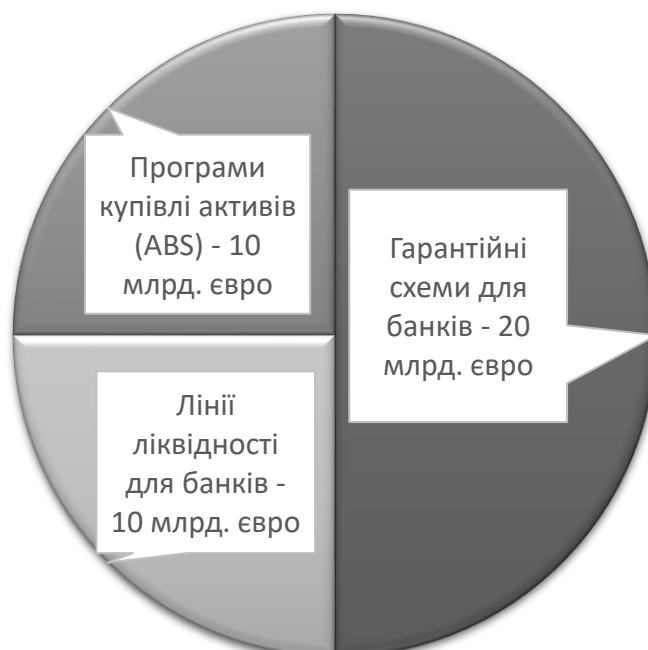 Програми
купівлі активів
(ABS) - 10
млрд. євро
Гарантійні
схеми для
банків - 20
млрд. євро
Лінії
ліквідності
для банків -
10 млрд. євро